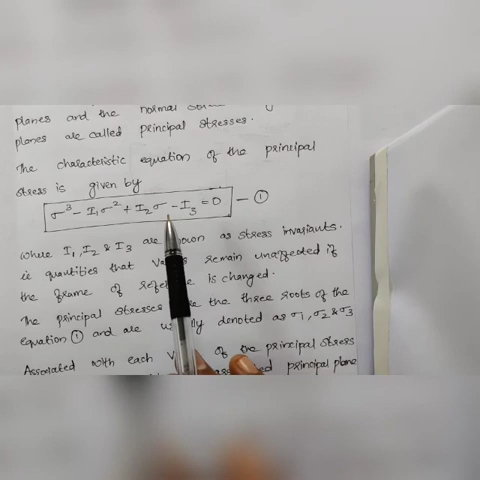 planes and the normal
planes are called principal stresses.
The characteristic equation of the principal
stress is given by
σ³ - I₁σ² + I₂σ - I₃ = 0 — ①
where I₁, I₂ & I₃ are known as stress invariants.
ie quantities that remain unaffected if
the frame of is changed.
The principal stresses the three roots of the
equation ① and are denoted as σ₁, σ₂ & σ₃
Associated with each of the principal stress
principal plane